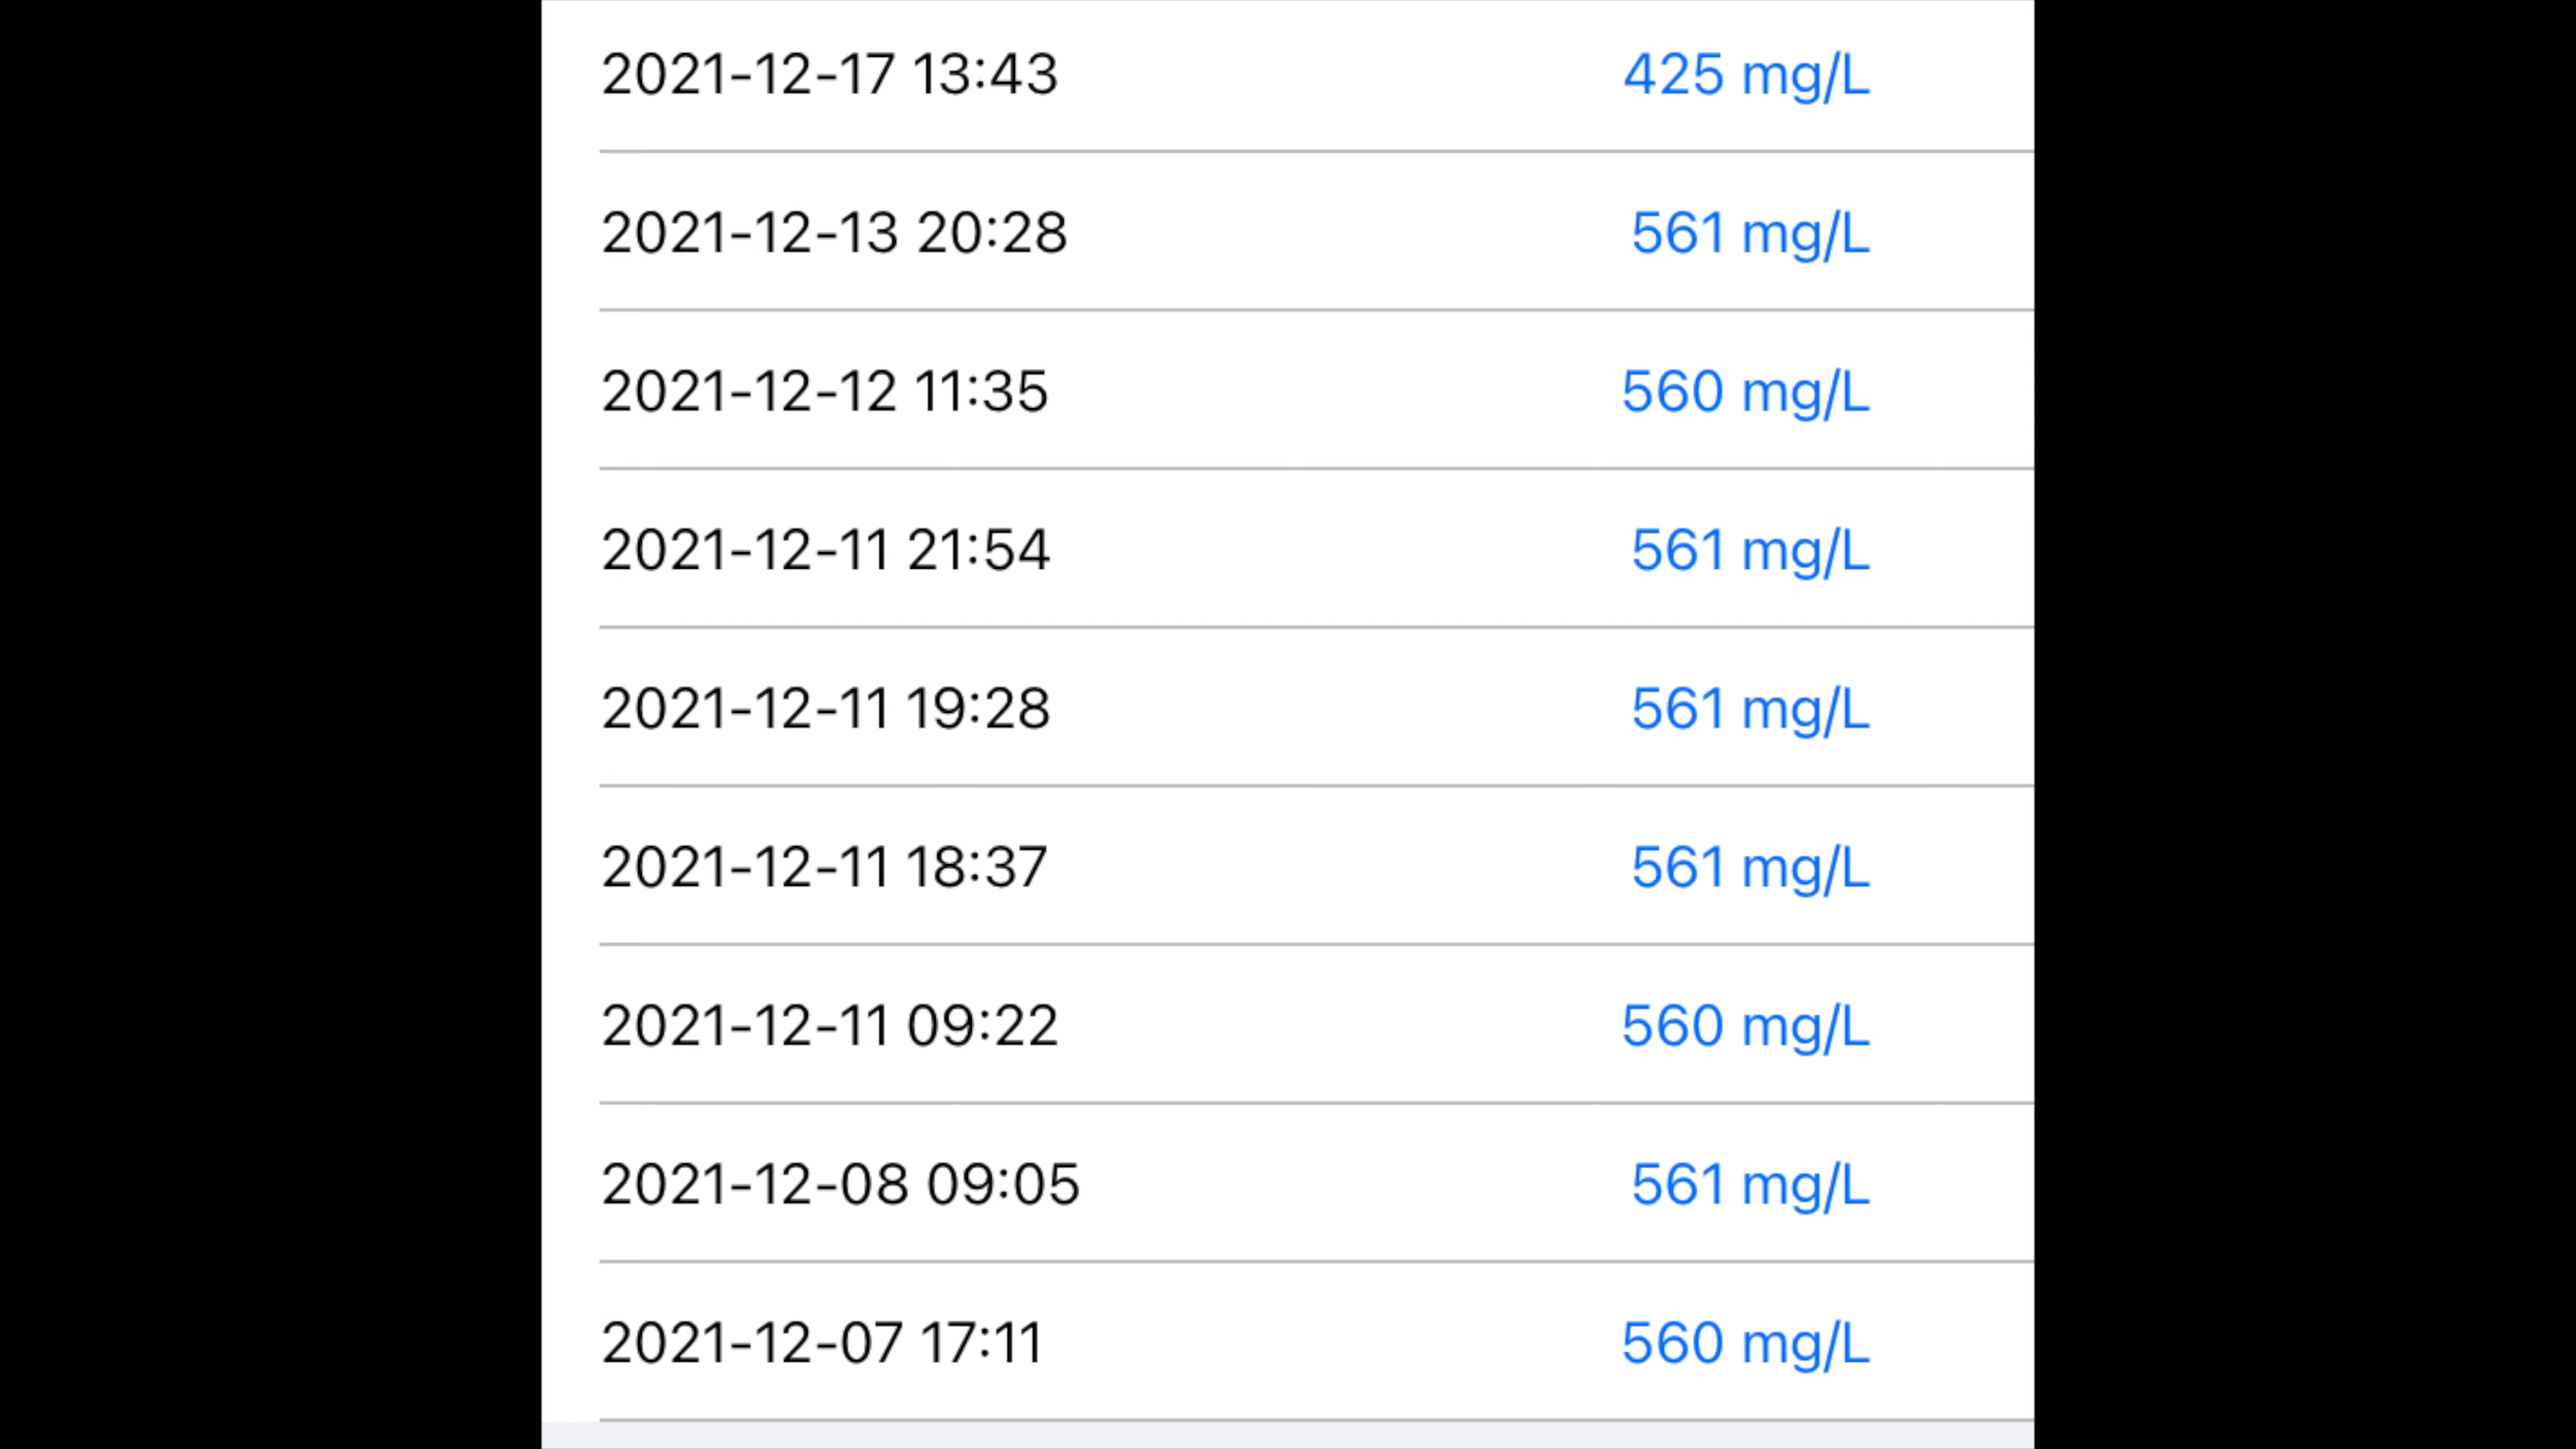 2021-12-17 13:43 425 mg/L
2021-12-13 20:28 561 mg/L
2021-12-12 11:35 560 mg/L
2021-12-11 21:54 561 mg/L
2021-12-11 19:28 561 mg/L
2021-12-11 18:37 561 mg/L
2021-12-11 09:22 560 mg/L
2021-12-08 09:05 561 mg/L
2021-12-07 17:11 560 mg/L